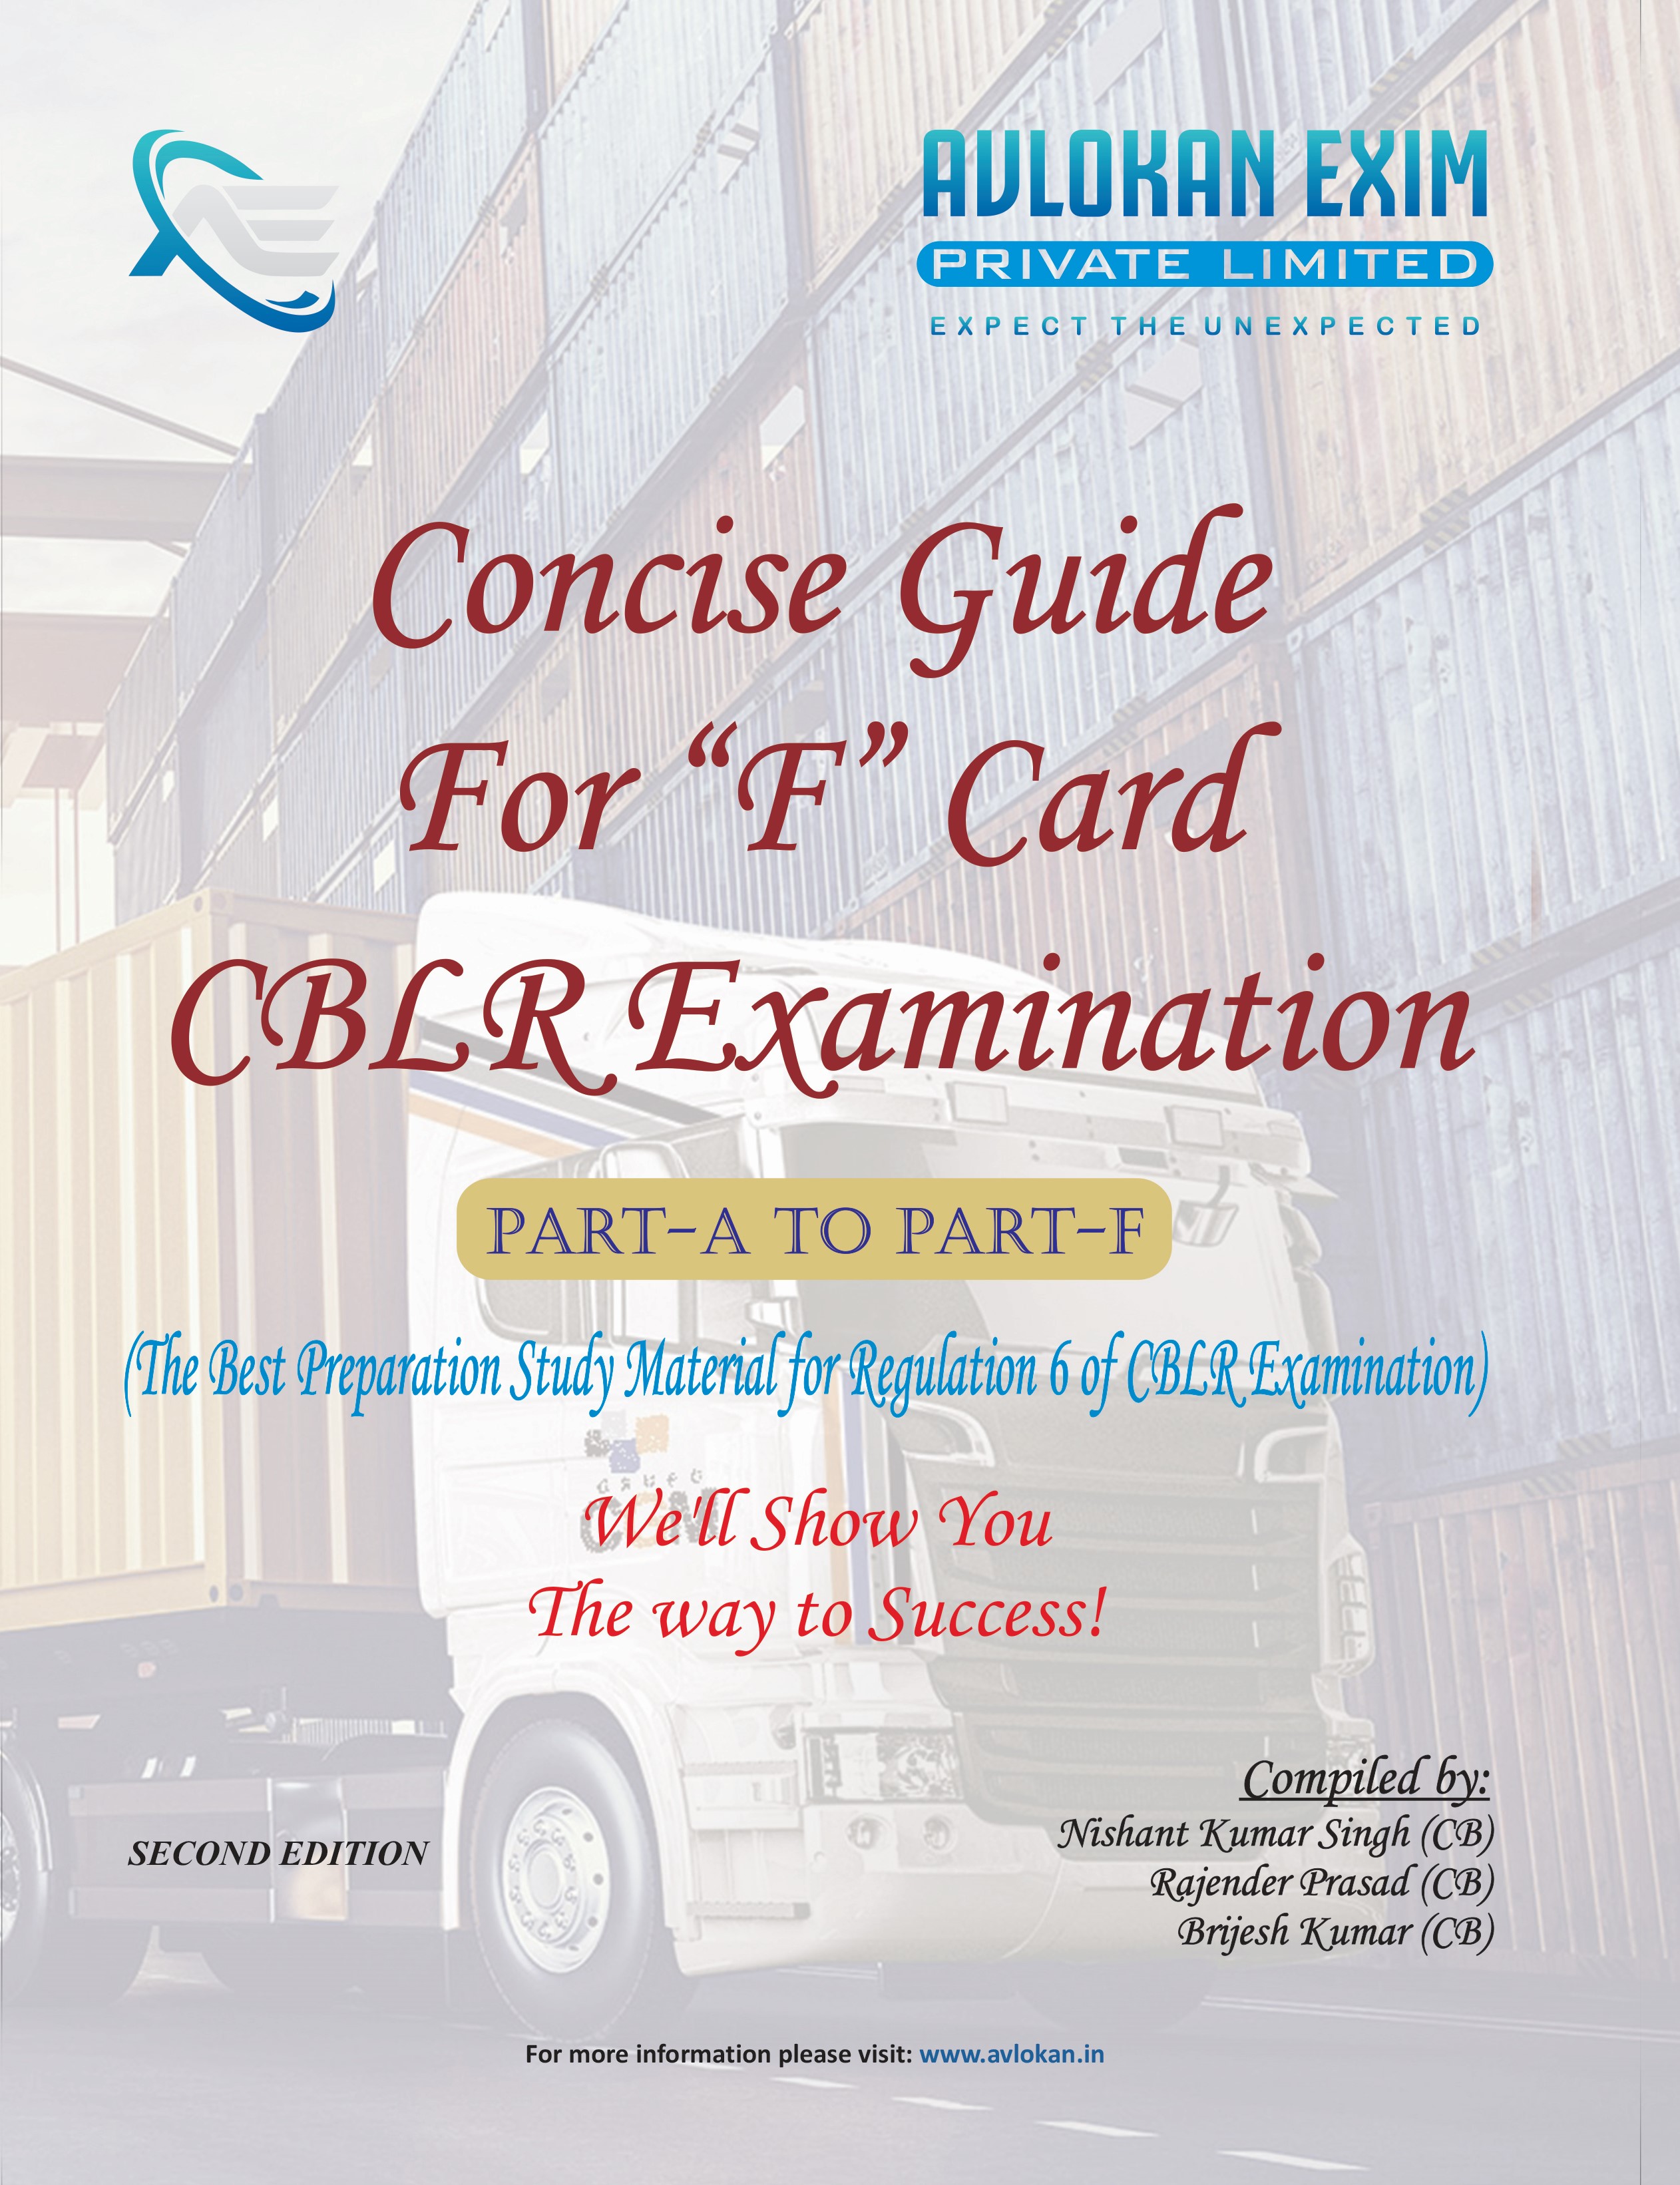 AVLOKAN EXIM
PRIVATE LIMITED
EXPECT THE UNEXPECTED
Concise Guide
For “F” Card
CBLR Examination
PART-A TO PART-F
(The Best Preparation Study Material for Regulation 6 of CBLR Examination)
We'll Show You
The way to Success!
Compiled by:
Nishant Kumar Singh (CB)
SECOND EDITION
Rajender Prasad (CB)
Brijesh Kumar (CB)
For more information please visit: www.avlokan.in